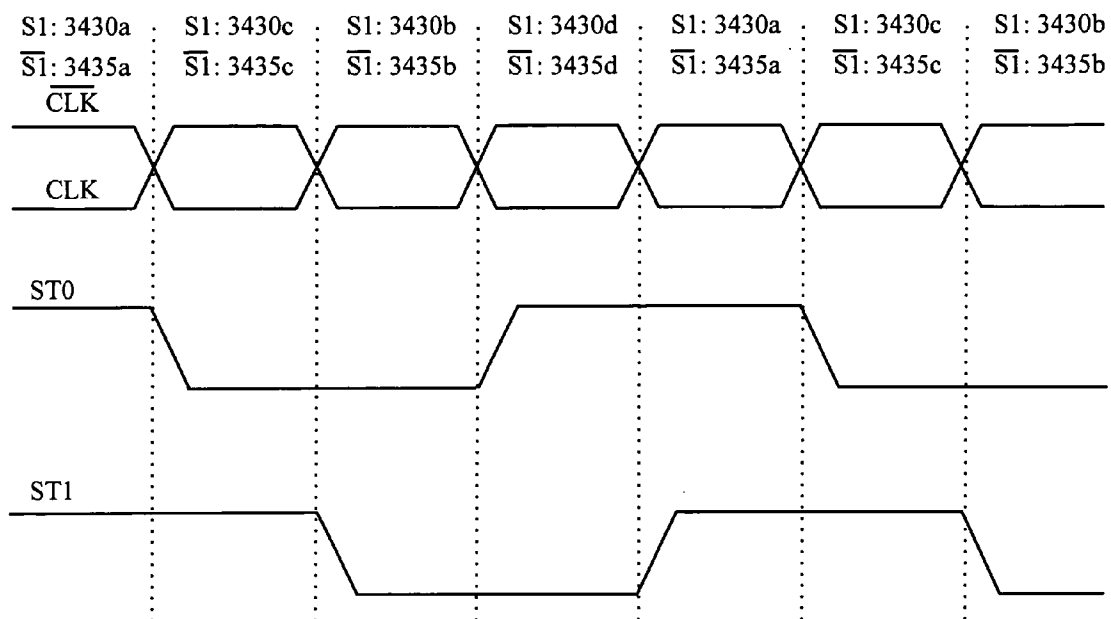 S1: 3430a S1: 3430c S1: 3430b S1: 3430d S1: 3430a S1: 3430c S1: 3430b
S̅1̅: 3435a S̅1̅: 3435c S̅1̅: 3435b S̅1̅: 3435d S̅1̅: 3435a S̅1̅: 3435c S̅1̅: 3435b
C̅L̅K̅
CLK
ST0
ST1